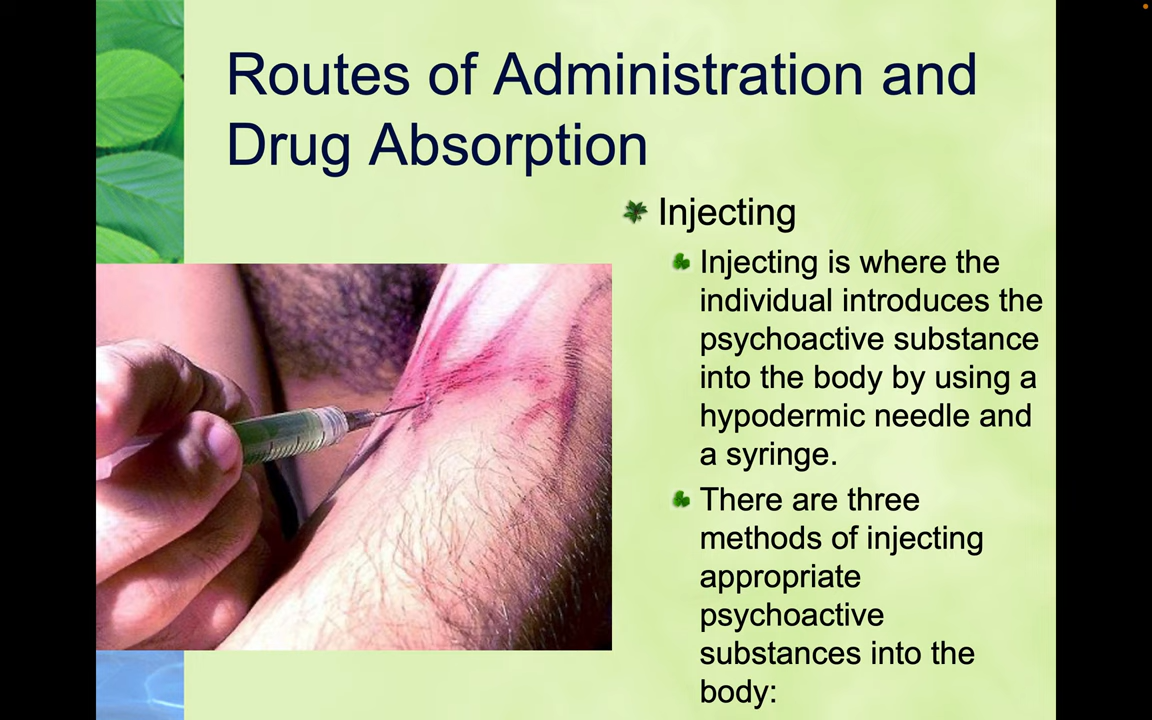 Routes of Administration and
Drug Absorption
Injecting
Injecting is where the
individual introduces the
psychoactive substance
into the body by using a
hypodermic needle and
a syringe.
There are three
methods of injecting
appropriate
psychoactive
substances into the
body: